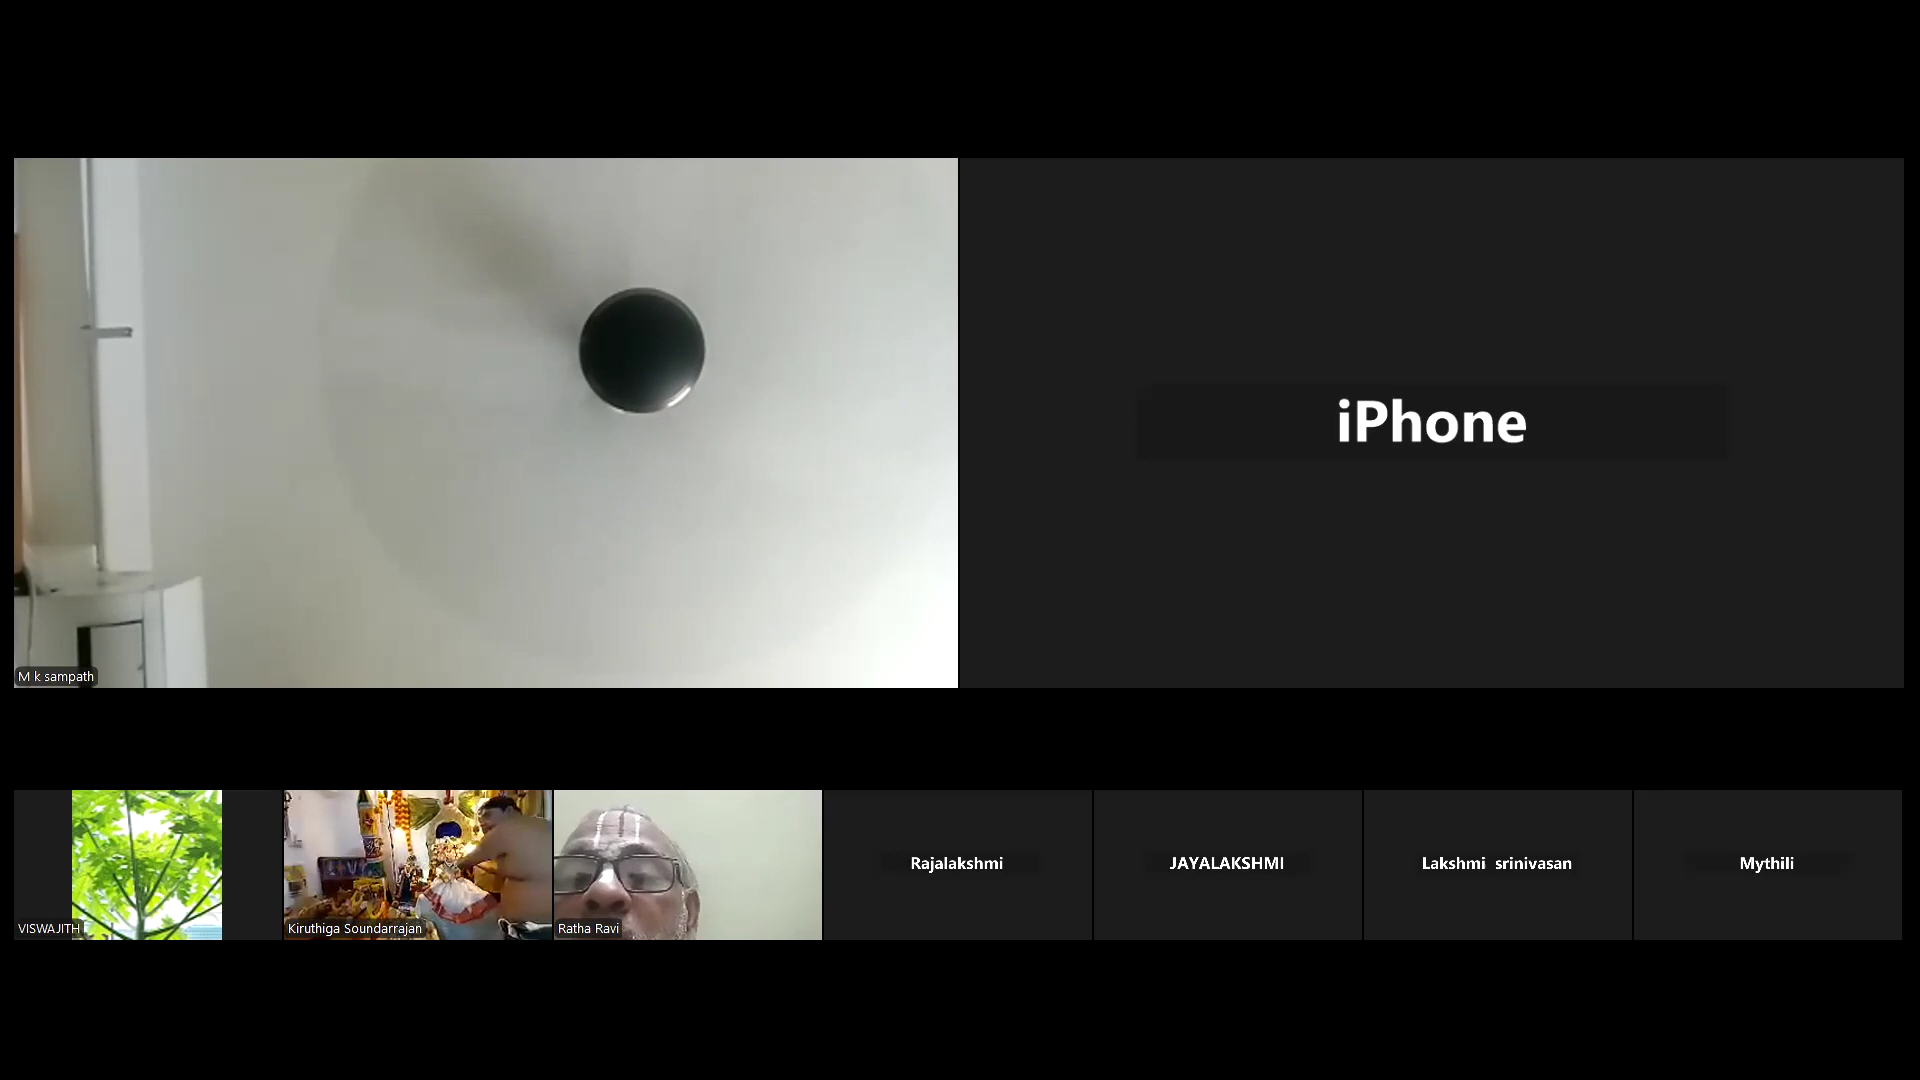 M k sampath
iPhone
VISWAJITH
Kiruthiga Soundarrajan
Ratha Ravi
Rajalakshmi
JAYALAKSHMI
Lakshmi srinivasan
Mythili